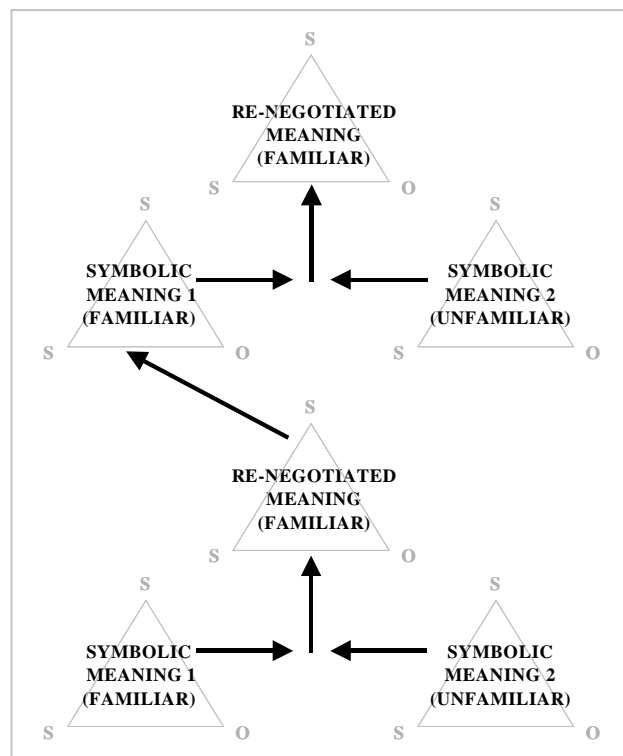 S
RE-NEGOTIATED
MEANING
(FAMILIAR)
S O
S S
SYMBOLIC SYMBOLIC
MEANING 1 MEANING 2
(FAMILIAR) (UNFAMILIAR)
S O S O
S
RE-NEGOTIATED
MEANING
(FAMILIAR)
S O
S S
SYMBOLIC SYMBOLIC
MEANING 1 MEANING 2
(FAMILIAR) (UNFAMILIAR)
S O S O